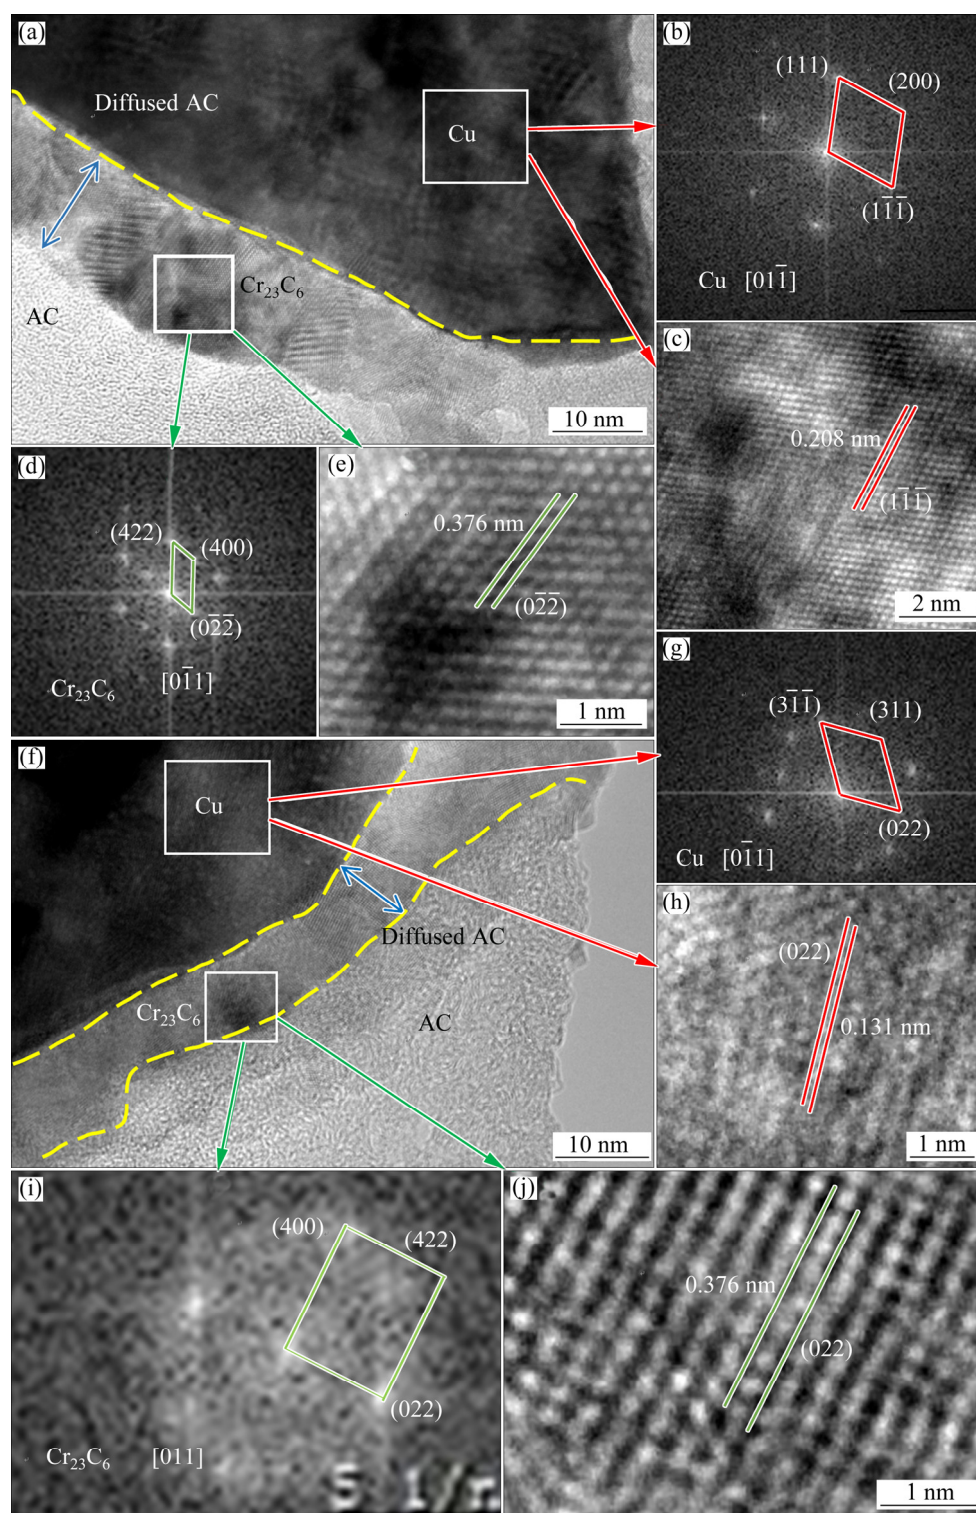 (a)
Diffused AC
Cu
Cr₂₃C₆
AC
10 nm
(b)
(111)
(200)
(11̅1̅)
Cu [011̅]
(c)
0.208 nm
(11̅1̅)
2 nm
(d)
(422)
(400)
(02̅2̅)
Cr₂₃C₆ [01̅1]
(e)
0.376 nm
(02̅2̅)
1 nm
(f)
Cu
Diffused AC
Cr₂₃C₆
AC
10 nm
(g)
(31̅1̅)
(311)
(022)
Cu [01̅1]
(h)
(022)
0.131 nm
1 nm
(i)
(400)
(422)
(022)
Cr₂₃C₆ [011]
(j)
0.376 nm
(022)
1 nm